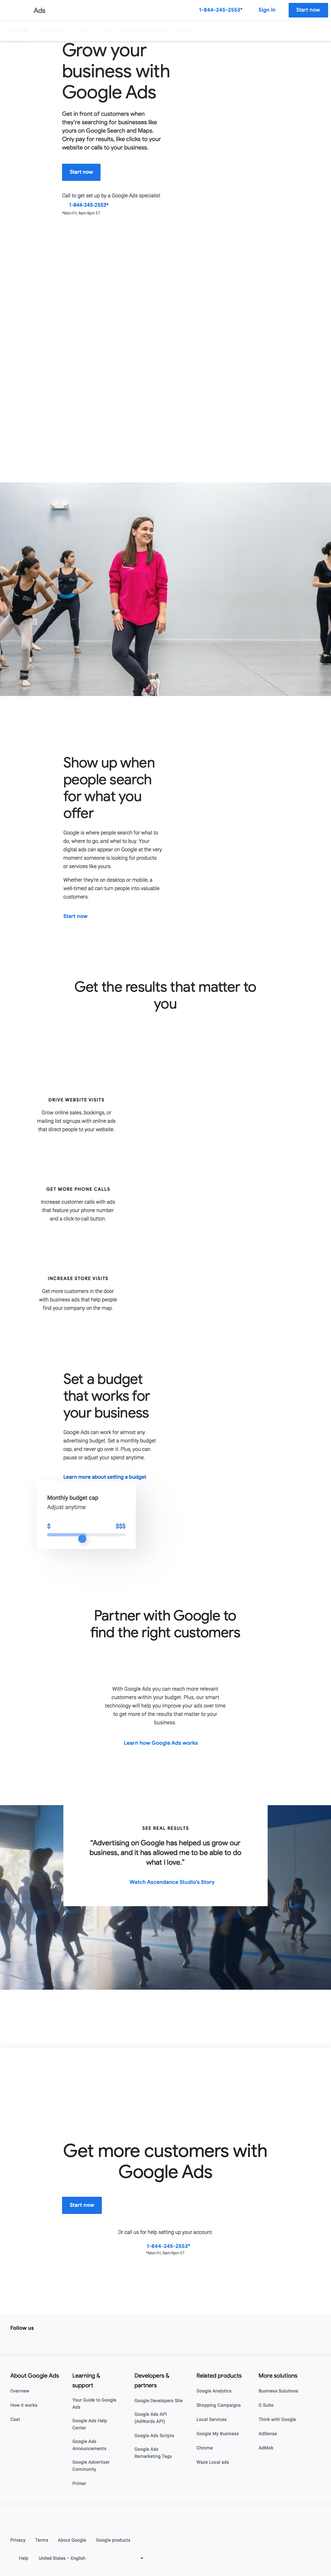 Ads
1-844-245-2553*
Sign in
Start now
Grow your
business with
Google Ads
Get in front of customers when
they're searching for businesses like
yours on Google Search and Maps.
Only pay for results, like clicks to your
website or calls to your business.
Start now
Call to get set up by a Google Ads specialist
1-844-245-2553*
*Mon-Fri, 9am-9pm ET
Show up when
people search
for what you
offer
Google is where people search for what to
do, where to go, and what to buy. Your
digital ads can appear on Google at the very
moment someone is looking for products
or services like yours.
Whether they're on desktop or mobile, a
well-timed ad can turn people into valuable
customers.
Start now
Get the results that matter to
you
DRIVE WEBSITE VISITS
Grow online sales, bookings, or
mailing list signups with online ads
that direct people to your website.
GET MORE PHONE CALLS
Increase customer calls with ads
that feature your phone number
and a click-to-call button.
INCREASE STORE VISITS
Get more customers in the door
with business ads that help people
find your company on the map.
Set a budget
that works for
your business
Google Ads can work for almost any
advertising budget. Set a monthly budget
cap, and never go over it. Plus, you can
pause or adjust your spend anytime.
Learn more about setting a budget
Monthly budget cap
Adjust anytime
$ $$$
Partner with Google to
find the right customers
With Google Ads you can reach more relevant
customers within your budget. Plus, our smart
technology will help you improve your ads over time
to get more of the results that matter to your
business.
Learn how Google Ads works
SEE REAL RESULTS
"Advertising on Google has helped us grow our
business, and it has allowed me to be able to do
what I love."
Watch Ascendance Studio's Story
Get more customers with
Google Ads
Start now
Or call us for help setting up your account.
1-844-245-2553*
*Mon-Fri, 9am-9pm ET
Follow us
About Google Ads
Overview
How it works
Cost
Learning &
support
Your Guide to Google
Ads
Google Ads Help
Center
Google Ads
Announcements
Google Advertiser
Community
Primer
Developers &
partners
Google Developers Site
Google Ads API
(AdWords API)
Google Ads Scripts
Google Ads
Remarketing Tags
Related products
Google Analytics
Shopping Campaigns
Local Services
Google My Business
Chrome
Waze Local ads
More solutions
Business Solutions
G Suite
Think with Google
AdSense
AdMob
Privacy
Terms
About Google
Google products
Help
United States – English